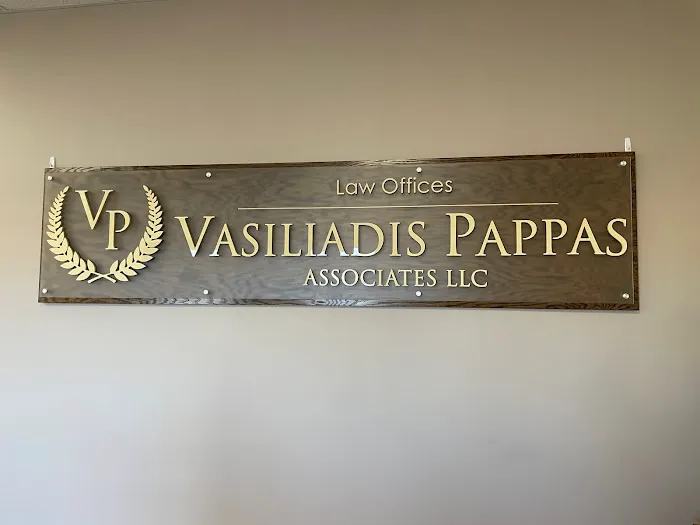 VP
Law Offices
VASILIADIS PAPPAS
ASSOCIATES LLC